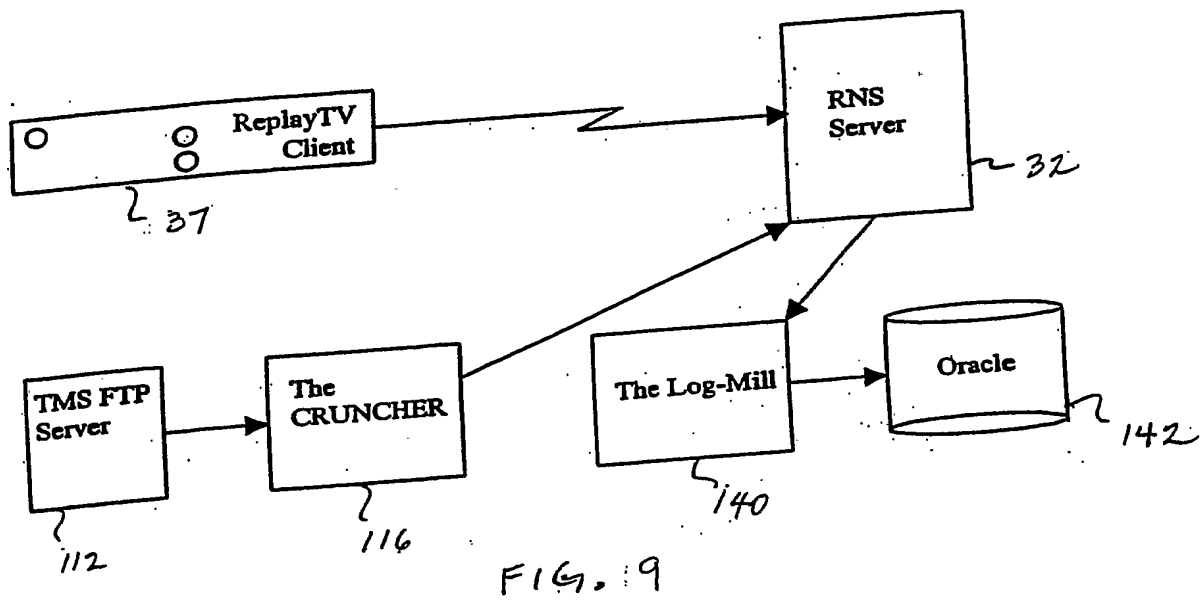 ReplayTV
Client
37
RNS
Server
32
TMS FTP
Server
112
The
CRUNCHER
116
The Log-Mill
140
Oracle
142
FIG. 9